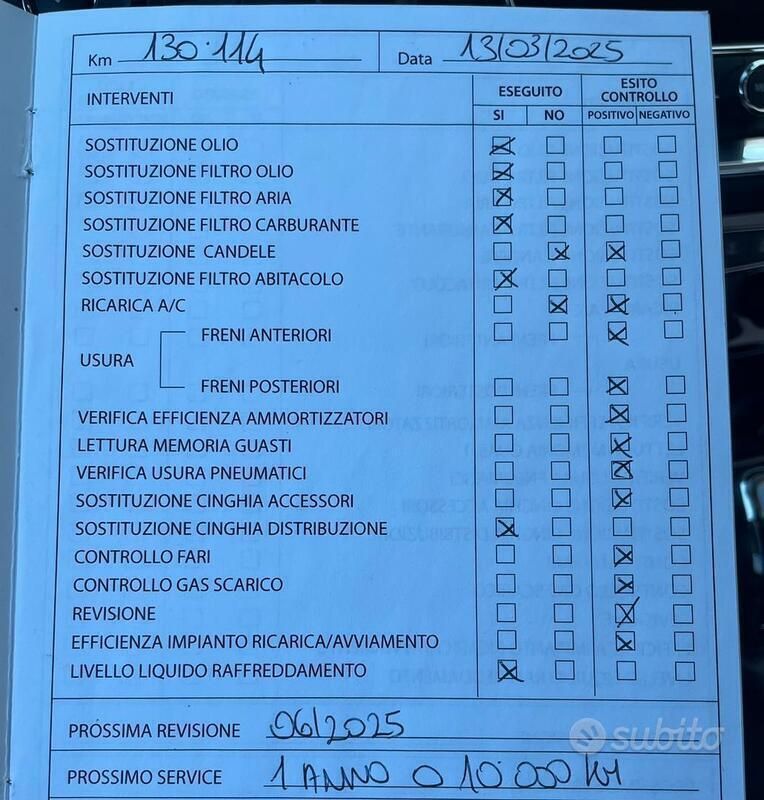 Km 130.114 Data 13/03/2025
INTERVENTI ESEGUITO ESITO CONTROLLO
SI NO POSITIVO NEGATIVO
SOSTITUZIONE OLIO
SOSTITUZIONE FILTRO OLIO
SOSTITUZIONE FILTRO ARIA
SOSTITUZIONE FILTRO CARBURANTE
SOSTITUZIONE CANDELE
SOSTITUZIONE FILTRO ABITACOLO
RICARICA A/C
USURA FRENI ANTERIORI
FRENI POSTERIORI
VERIFICA EFFICIENZA AMMORTIZZATORI
LETTURA MEMORIA GUASTI
VERIFICA USURA PNEUMATICI
SOSTITUZIONE CINGHIA ACCESSORI
SOSTITUZIONE CINGHIA DISTRIBUZIONE
CONTROLLO FARI
CONTROLLO GAS SCARICO
REVISIONE
EFFICIENZA IMPIANTO RICARICA/AVVIAMENTO
LIVELLO LIQUIDO RAFFREDDAMENTO
PROSSIMA REVISIONE 06/2025
subito
PROSSIMO SERVICE 1 ANNO O 10.000 KM